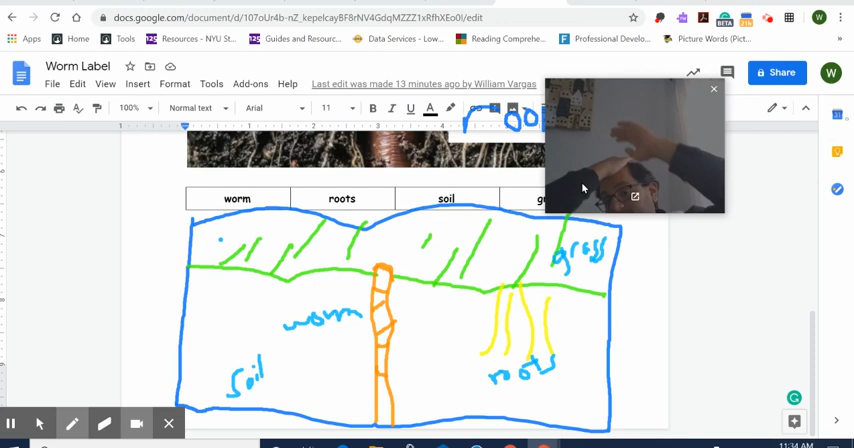 docs.google.com/document/d/107oUr4b-nZ_kepelcayBF8rNV4GdqMZZZ1xRfhXEo0I/edit
W
Apps
Home
Tools
Resources - NYU St...
Guides and Resourc...
Data Services - Low...
Reading Comprehe...
Professional Devel...
Picture Words (Pict...
Worm Label
File Edit View Insert Format Tools Add-ons Help Last edit was made 13 minutes ago by William Vargas
Share
W
100% Normal text Arial 11 B I U A
roo
worm roots soil
grass
worm
soil
roots
11:34 AM